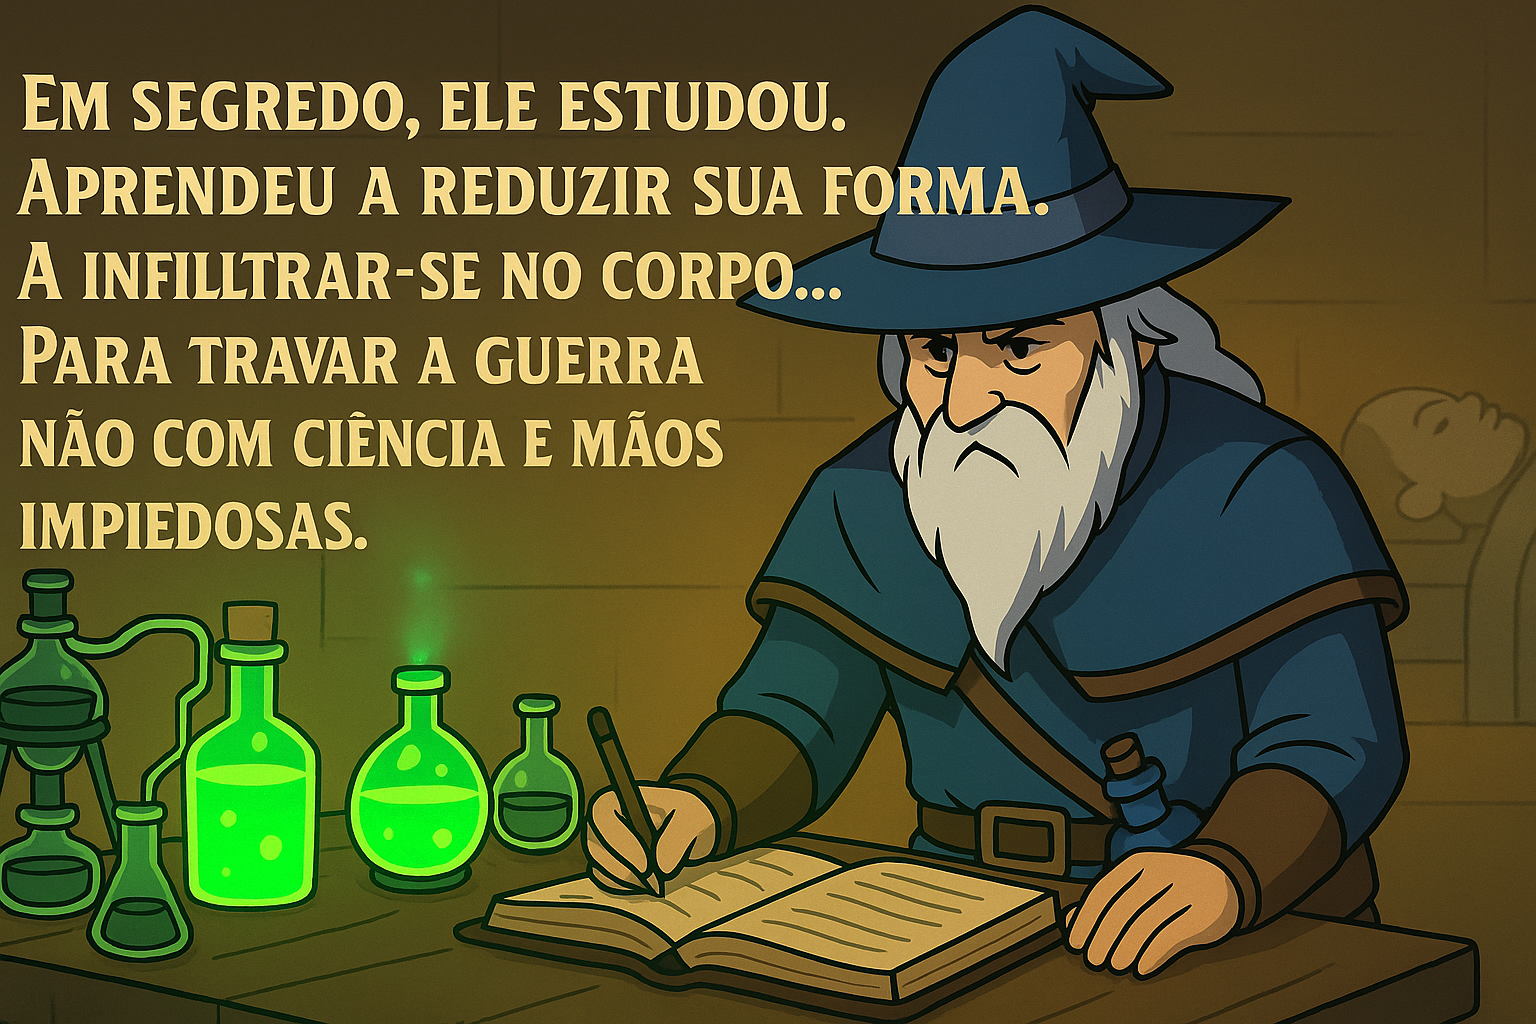 Em segredo, ele estudou.
Aprendeu a reduzir sua forma.
A infilltrar-se no corpo...
Para travar a guerra
não com ciência e mãos
impiedosas.